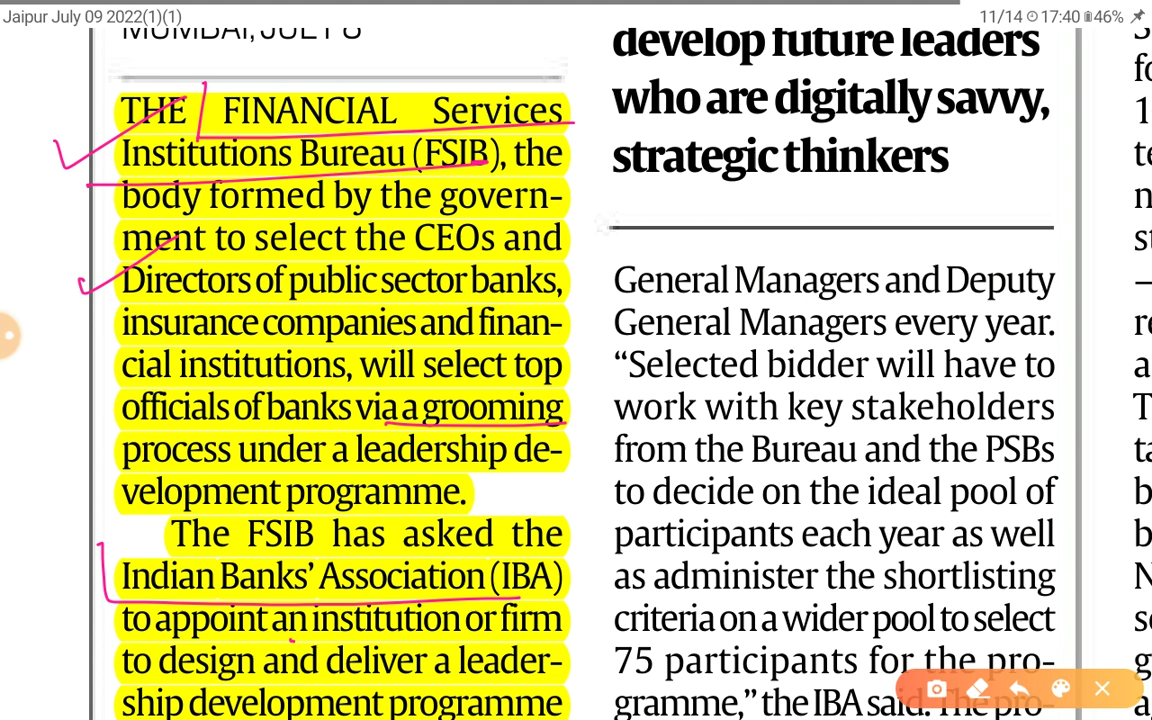 Jaipur July 09 2022(1)(1)
11/14 17:40 46%
MUMBAI, JULY 8
THE FINANCIAL Services
Institutions Bureau (FSIB), the
body formed by the govern-
ment to select the CEOs and
Directors of public sector banks,
insurance companies and finan-
cial institutions, will select top
officials of banks via a grooming
process under a leadership de-
velopment programme.
The FSIB has asked the
Indian Banks’ Association (IBA)
to appoint an institution or firm
to design and deliver a leader-
ship development programme
develop future leaders
who are digitally savvy,
strategic thinkers
General Managers and Deputy
General Managers every year.
“Selected bidder will have to
work with key stakeholders
from the Bureau and the PSBs
to decide on the ideal pool of
participants each year as well
as administer the shortlisting
criteria on a wider pool to select
75 participants for the pro-
gramme,” the IBA said. The pro-